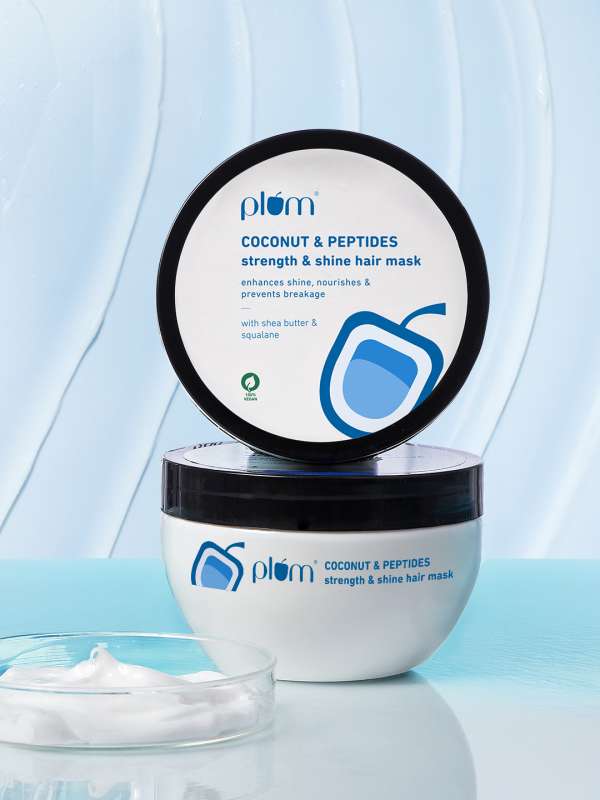 plum®
COCONUT & PEPTIDES
strength & shine hair mask
enhances shine, nourishes &
prevents breakage
with shea butter &
squalane
100%
VEGAN
plum®
COCONUT & PEPTIDES
strength & shine hair mask